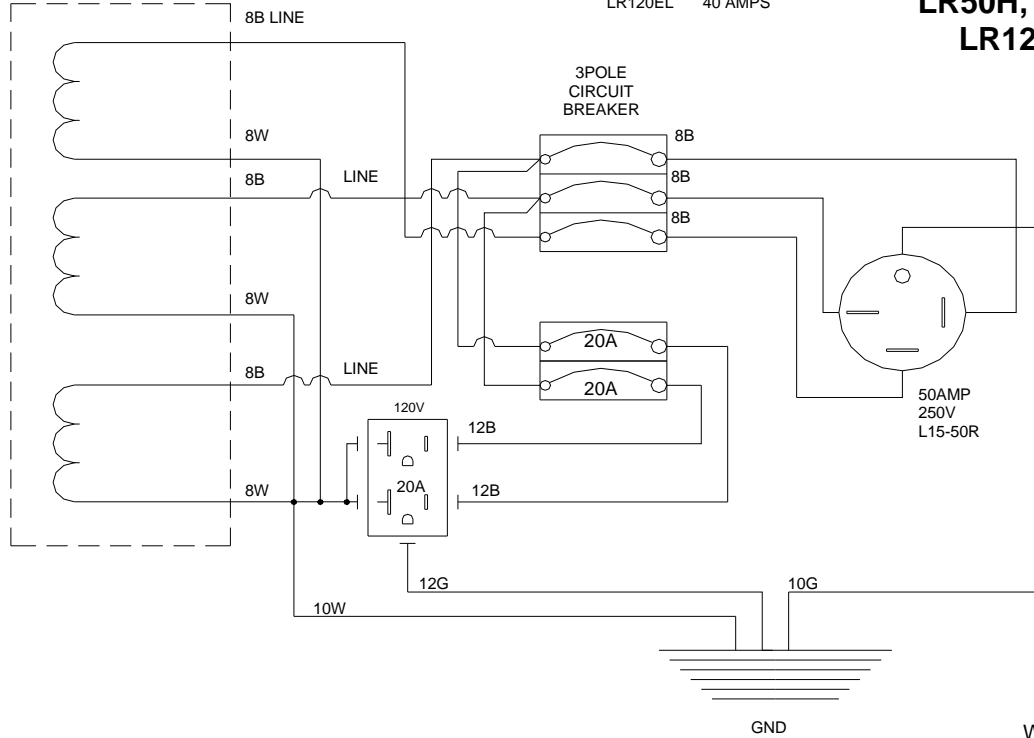 8B LINE
LR120EL 40 AMPS
LR50H,
LR12
3POLE
CIRCUIT
BREAKER
8W
8B
8B LINE
8B
8B
8W
20A
8B LINE
20A
50AMP
250V
L15-50R
120V
12B
20A
8W
12B
12G
10G
10W
GND
W